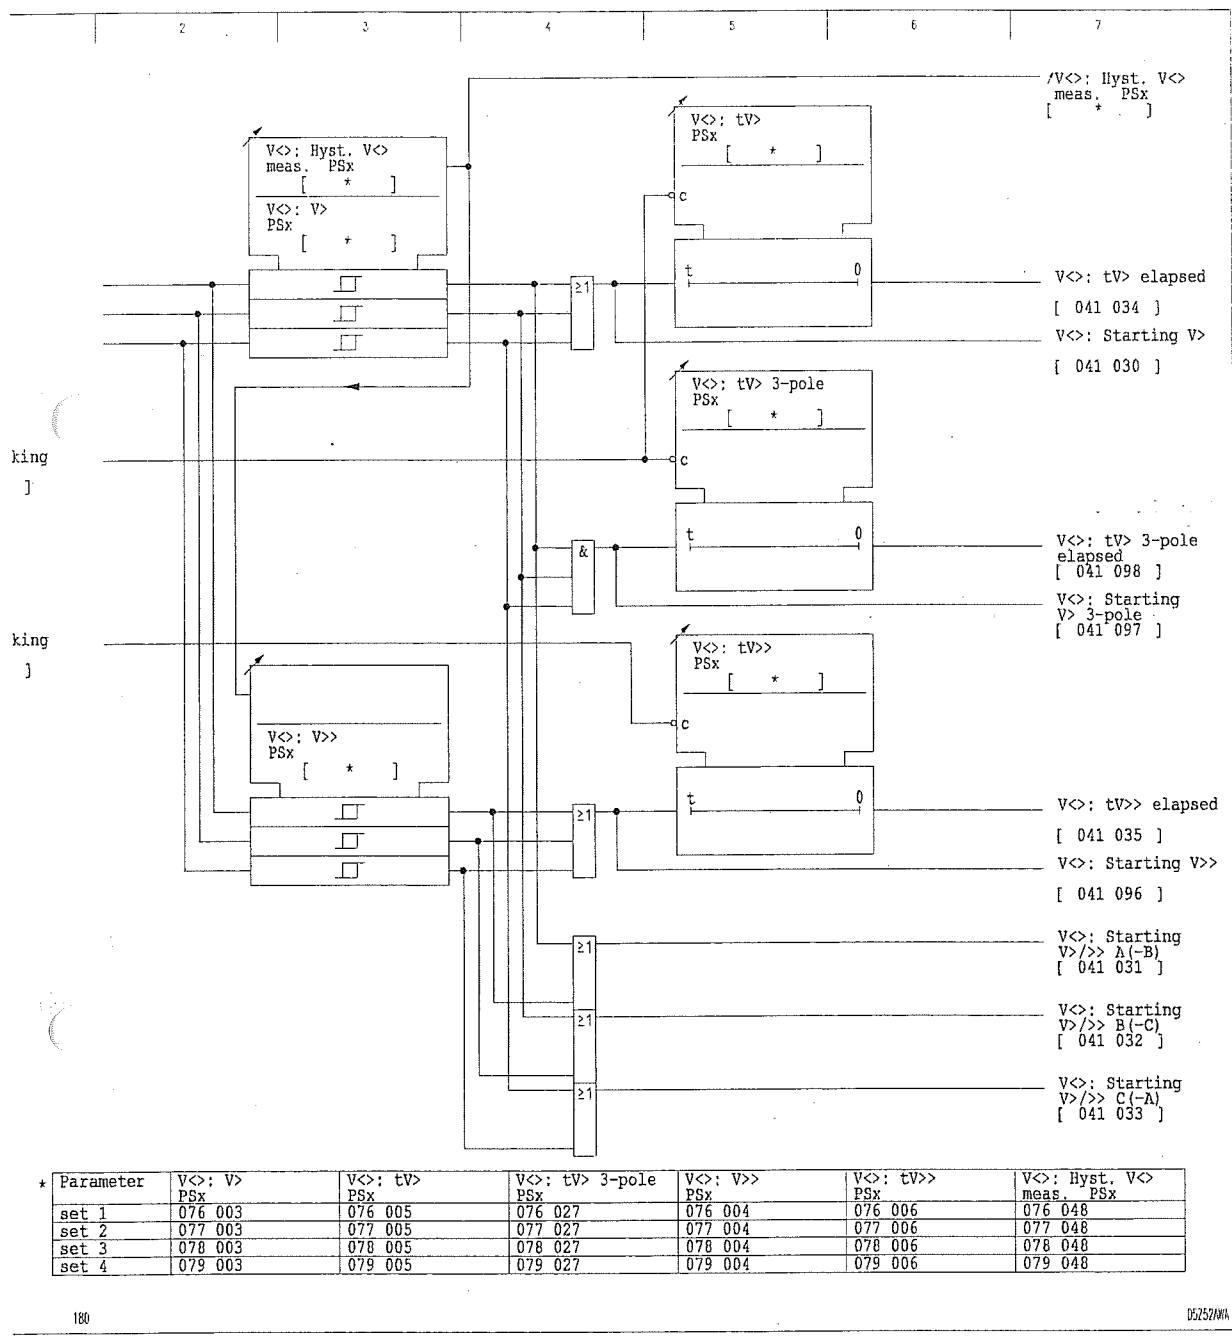 2 3 4 5 6 7
/V<>: Hyst. V<>
meas. PSx
[ * ]
V<>: tV>
PSx
[ * ]
c
V<>: Hyst. V<>
meas. PSx
[ * ]
V<>: V>
PSx
[ * ]
≥1
t 0
V<>: tV> elapsed
[ 041 034 ]
V<>: Starting V>
[ 041 030 ]
V<>: tV> 3-pole
PSx
[ * ]
king
]
c
&
t 0
V<>: tV> 3-pole
elapsed
[ 041 098 ]
V<>: Starting
V> 3-pole
[ 041 097 ]
king
]
V<>: tV>>
PSx
[ * ]
c
V<>: V>>
PSx
[ * ]
≥1
t 0
V<>: tV>> elapsed
[ 041 035 ]
V<>: Starting V>>
[ 041 096 ]
≥1
V<>: Starting
V>/>> A(-B)
[ 041 031 ]
≥1
V<>: Starting
V>/>> B(-C)
[ 041 032 ]
≥1
V<>: Starting
V>/>> C(-A)
[ 041 033 ]
* Parameter V<>: V> V<>: tV> V<>: tV> 3-pole V<>: V>> V<>: tV>> V<>: Hyst. V<>
PSx PSx PSx PSx PSx meas. PSx
set 1 076 003 076 005 076 027 076 004 076 006 076 048
set 2 077 003 077 005 077 027 077 004 077 006 077 048
set 3 078 003 078 005 078 027 078 004 078 006 078 048
set 4 079 003 079 005 079 027 079 004 079 006 079 048
180 D5Z52AWA